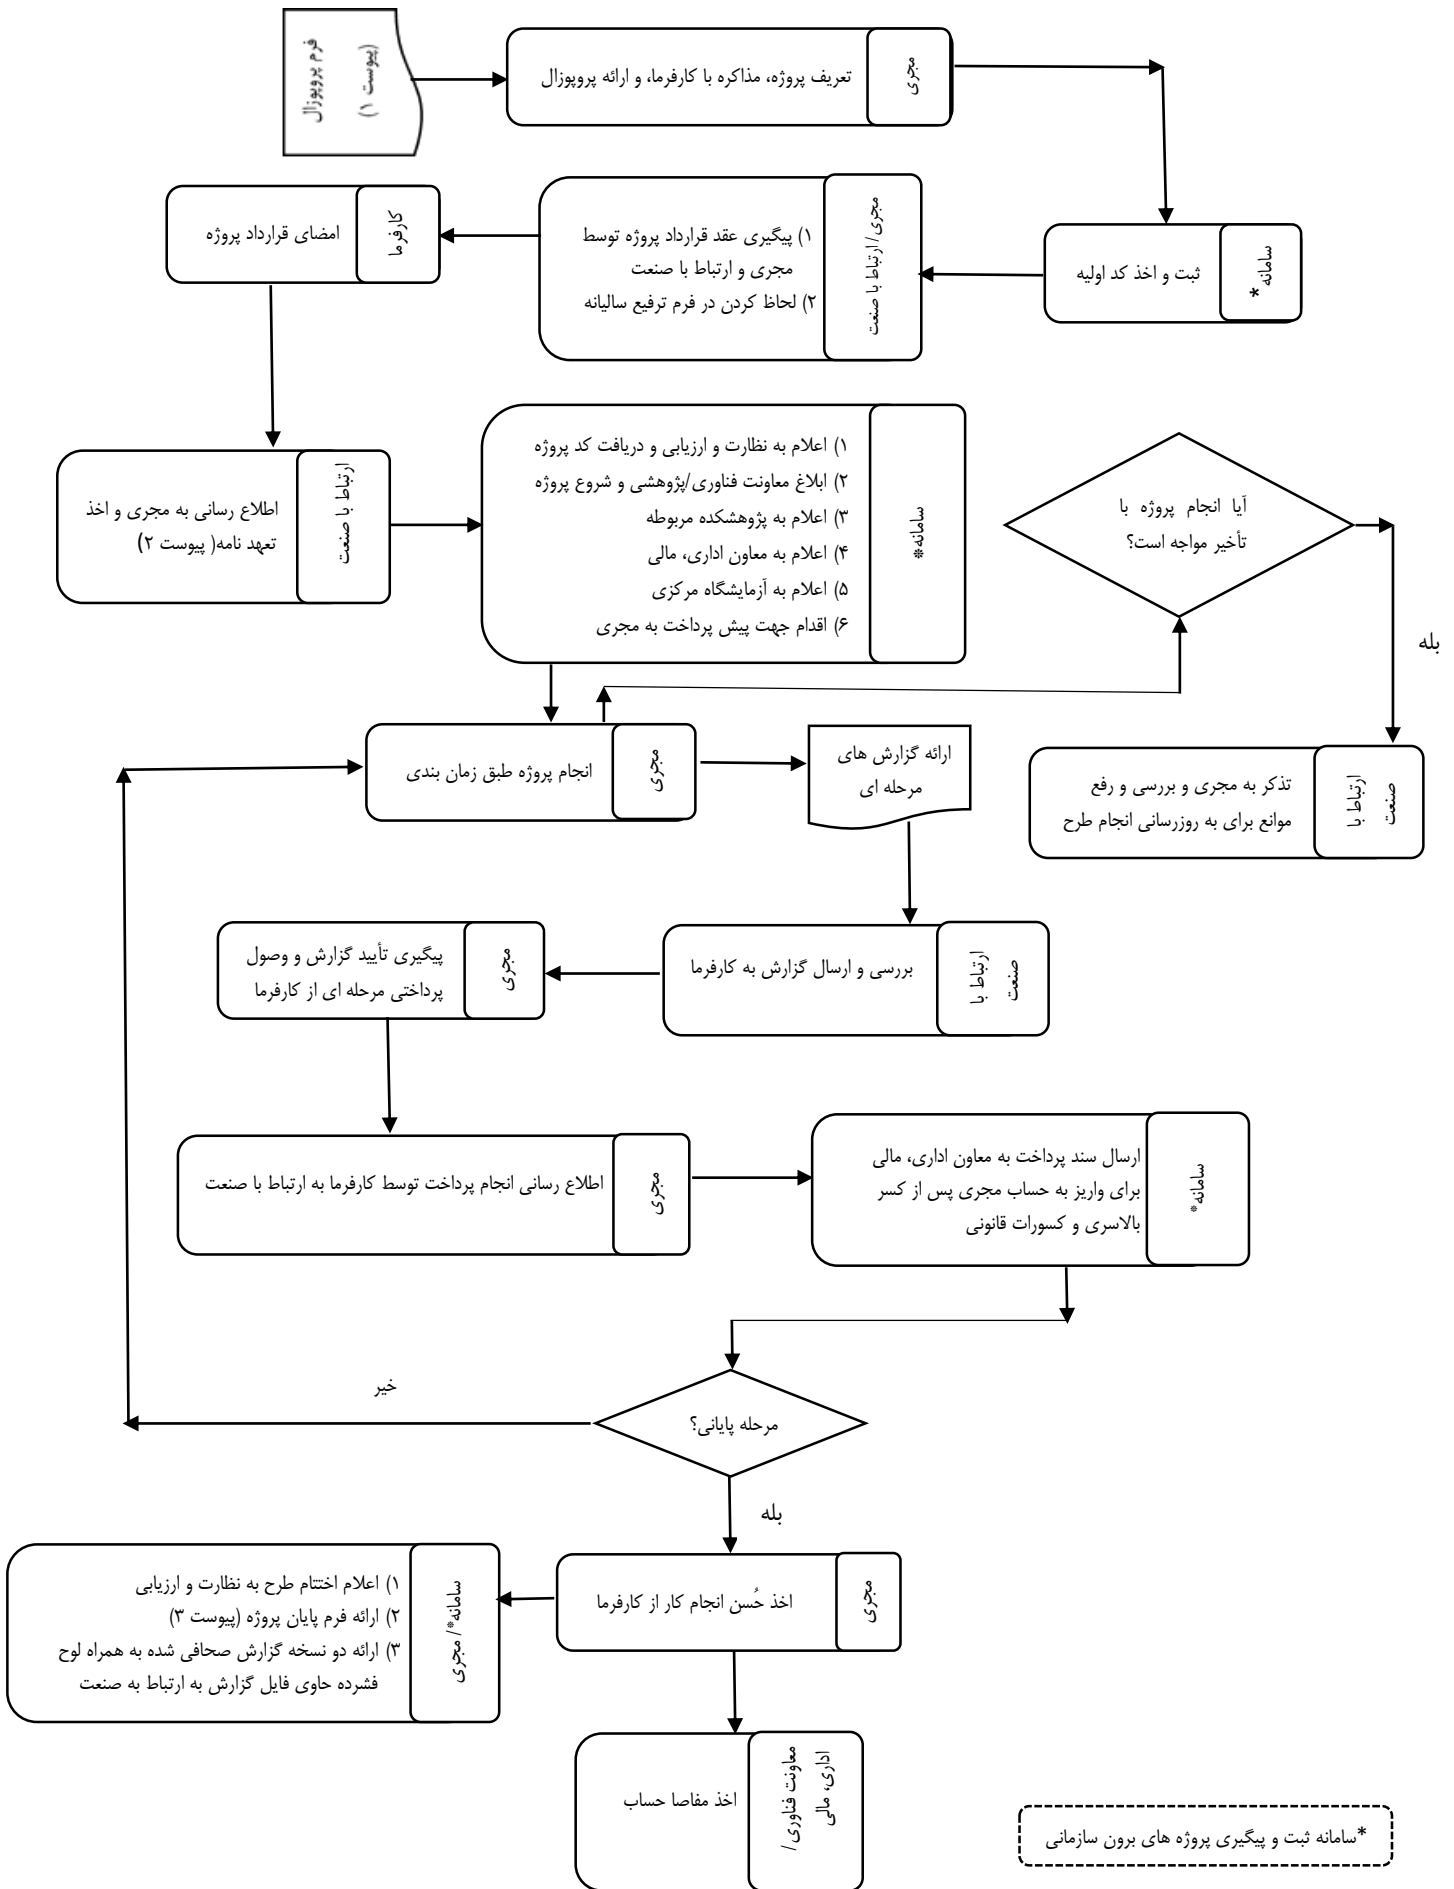 فرم پروپوزال
(پیوست ۱)
مجری
تعریف پروژه، مذاکره با کارفرما، و ارائه پروپوزال
سامانه*
ثبت و اخذ کد اولیه
مجری/ ارتباط با صنعت
۱) پیگیری عقد قرارداد پروژه توسط
مجری و ارتباط با صنعت
۲) لحاظ کردن در فرم ترفیع سالیانه
کارفرما
امضای قرارداد پروژه
ارتباط با صنعت
اطلاع رسانی به مجری و اخذ
تعهد نامه( پیوست ۲)
سامانه*
۱) اعلام به نظارت و ارزیابی و دریافت کد پروژه
۲) ابلاغ معاونت فناوری/پژوهشی و شروع پروژه
۳) اعلام به پژوهشکده مربوطه
۴) اعلام به معاون اداری، مالی
۵) اعلام به آزمایشگاه مرکزی
۶) اقدام جهت پیش پرداخت به مجری
آیا انجام پروژه با
تأخیر مواجه است؟
بله
ارتباط با
صنعت
تذکر به مجری و بررسی و رفع
موانع برای به روزرسانی انجام طرح
مجری
انجام پروژه طبق زمان بندی
ارائه گزارش های
مرحله ای
ارتباط با
صنعت
بررسی و ارسال گزارش به کارفرما
مجری
پیگیری تأیید گزارش و وصول
پرداختی مرحله ای از کارفرما
مجری
اطلاع رسانی انجام پرداخت توسط کارفرما به ارتباط با صنعت
سامانه*
ارسال سند پرداخت به معاون اداری، مالی
برای واریز به حساب مجری پس از کسر
بالاسری و کسورات قانونی
مرحله پایانی؟
خیر
بله
مجری
اخذ حُسن انجام کار از کارفرما
سامانه*/ مجری
۱) اعلام اختتام طرح به نظارت و ارزیابی
۲) ارائه فرم پایان پروژه (پیوست ۳)
۳) ارائه دو نسخه گزارش صحافی شده به همراه لوح
فشرده حاوی فایل گزارش به ارتباط به صنعت
معاونت فناوری /
اداری، مالی
اخذ مفاصا حساب
*سامانه ثبت و پیگیری پروژه های برون سازمانی